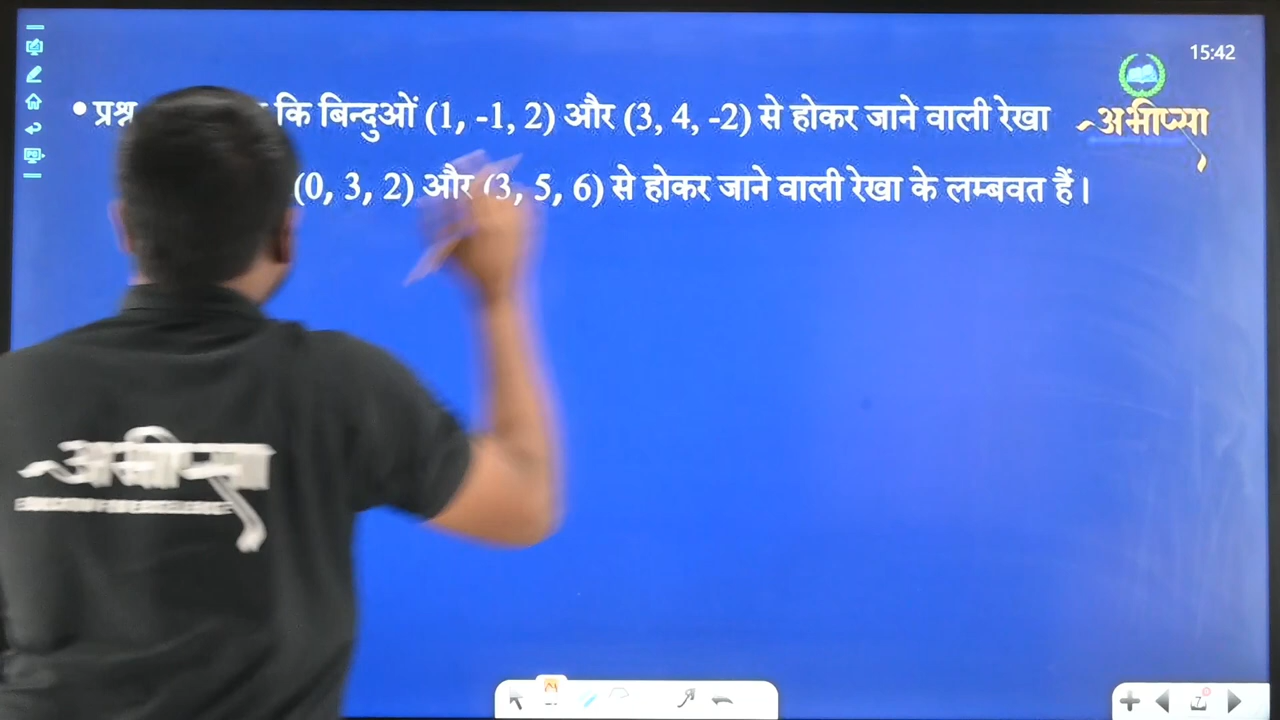 15:42
अभीप्सा
• प्रश्न कि बिन्दुओं (1, -1, 2) और (3, 4, -2) से होकर जाने वाली रेखा
(0, 3, 2) और (3, 5, 6) से होकर जाने वाली रेखा के लम्बवत हैं।
अभीप्सा